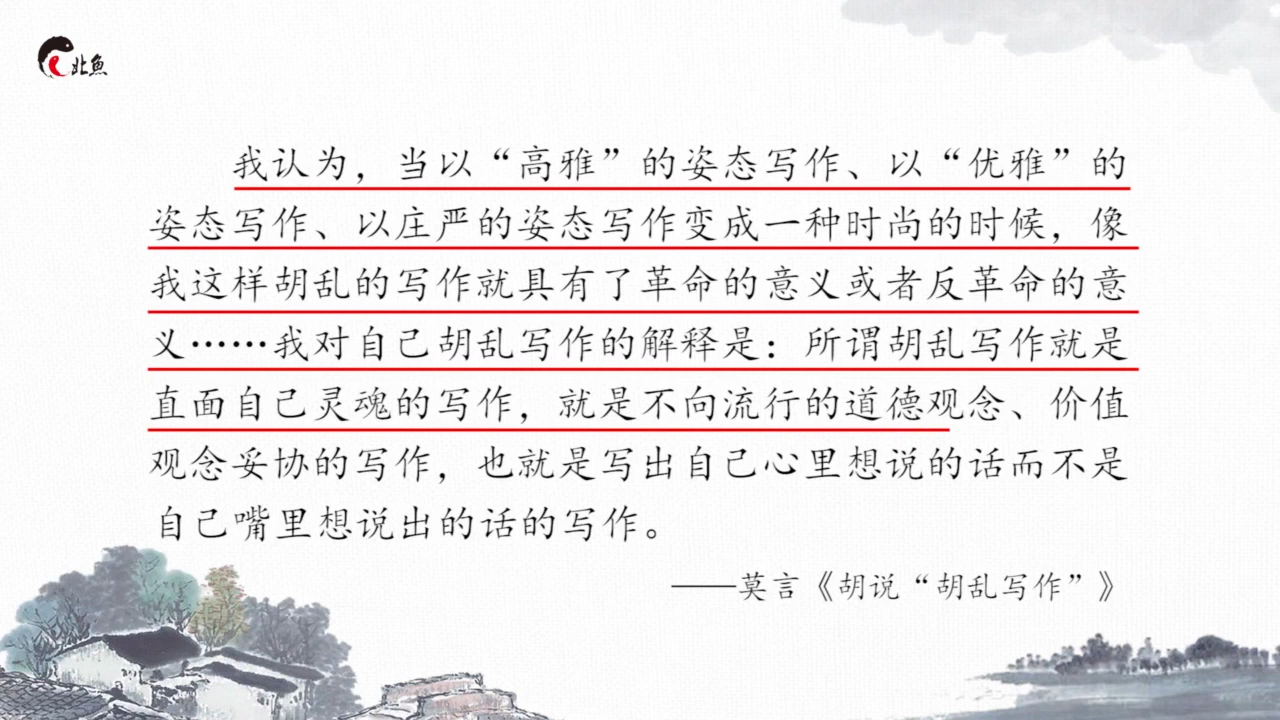 北鱼
我认为，当以“高雅”的姿态写作、以“优雅”的
姿态写作、以庄严的姿态写作变成一种时尚的时候，像
我这样胡乱的写作就具有了革命的意义或者反革命的意
义……我对自己胡乱写作的解释是：所谓胡乱写作就是
直面自己灵魂的写作，就是不向流行的道德观念、价值
观念妥协的写作，也就是写出自己心里想说的话而不是
自己嘴里想说出的话的写作。
——莫言《胡说“胡乱写作”》